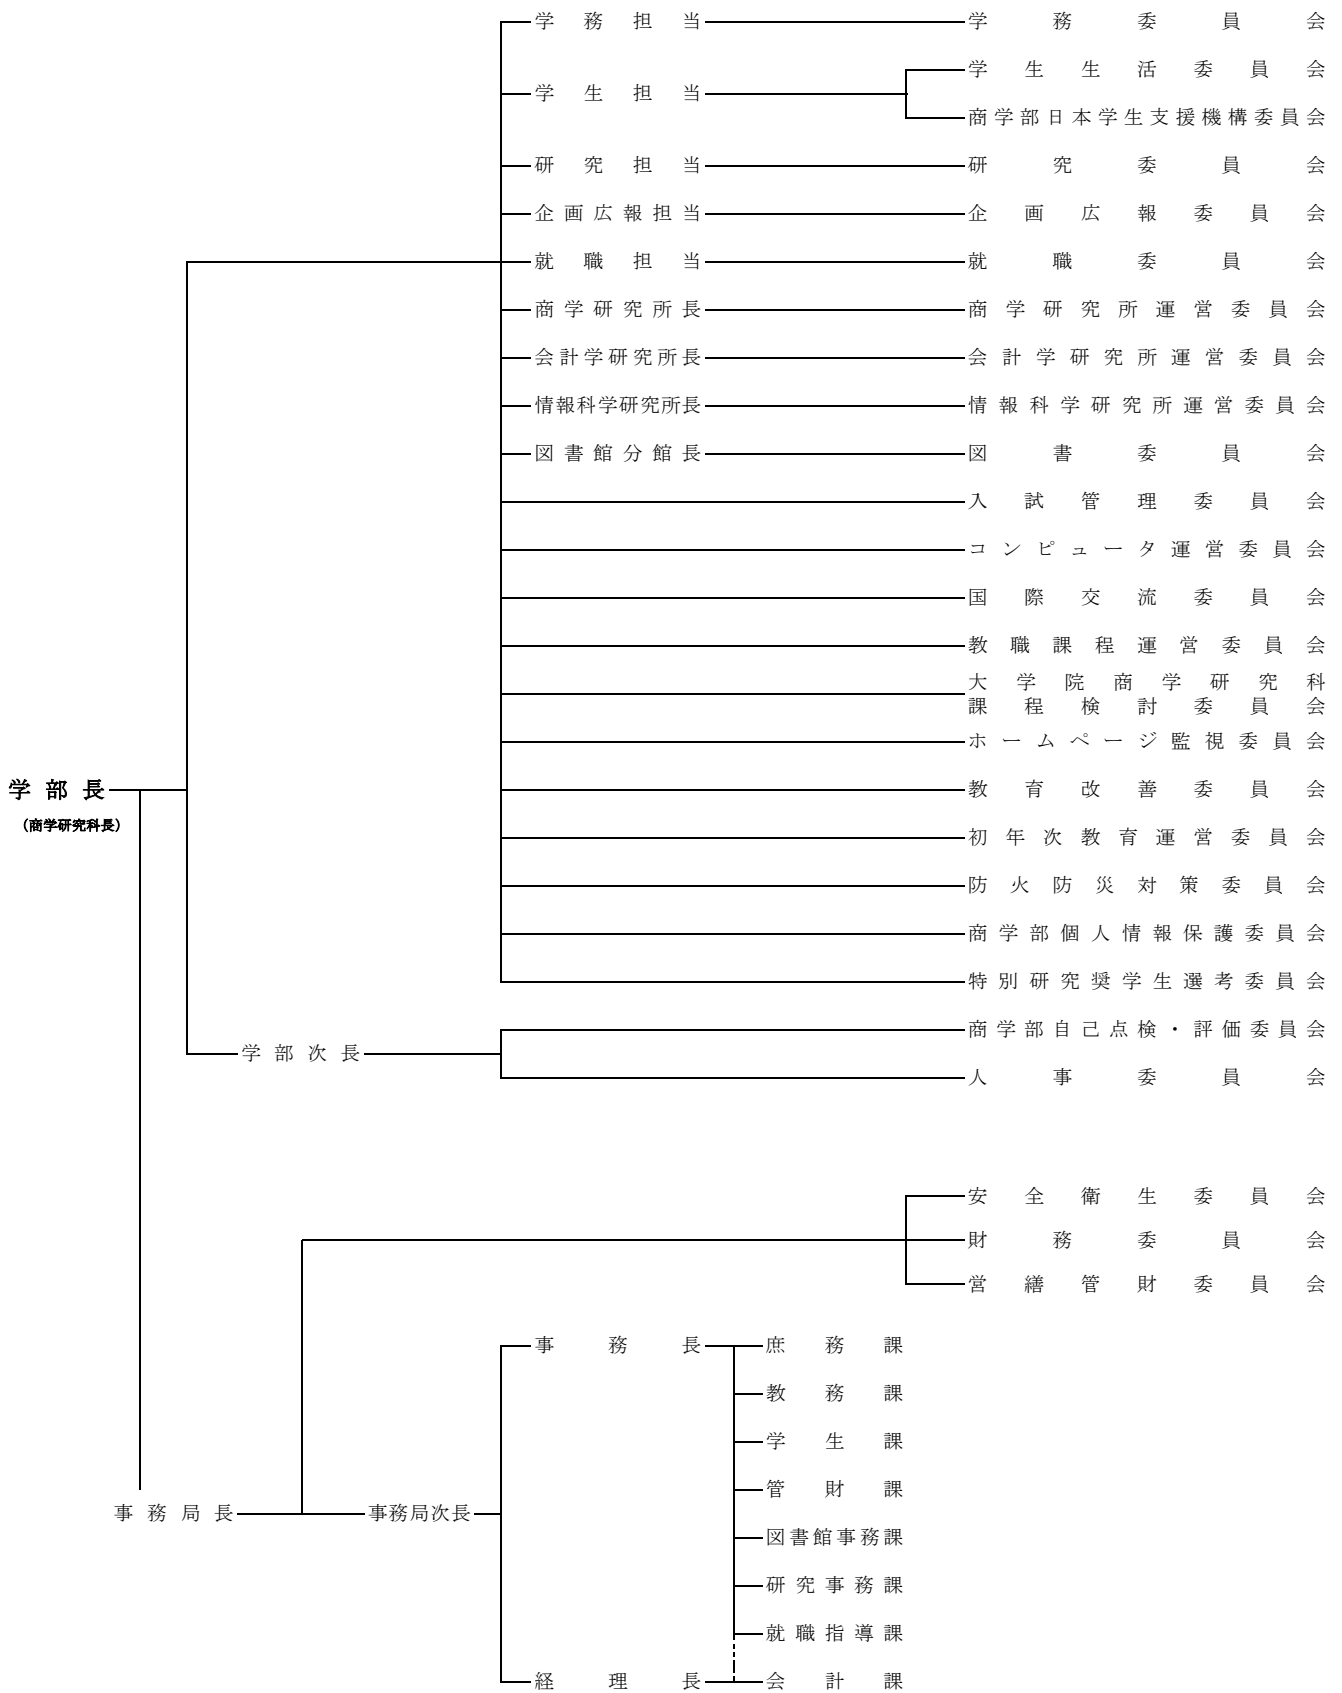 学務担当 学務委員会
学生生活委員会
学生担当
商学部日本学生支援機構委員会
研究担当 研究委員会
企画広報担当 企画広報委員会
就職担当 就職委員会
商学研究所長 商学研究所運営委員会
会計学研究所長 会計学研究所運営委員会
情報科学研究所長 情報科学研究所運営委員会
図書館分館長 図書委員会
入試管理委員会
コンピュータ運営委員会
国際交流委員会
教職課程運営委員会
大学院商学研究科
課程検討委員会
ホームページ監視委員会
学部長 教育改善委員会
（商学研究科長）
初年次教育運営委員会
防火防災対策委員会
商学部個人情報保護委員会
特別研究奨学生選考委員会
商学部自己点検・評価委員会
学部次長
人事委員会
安全衛生委員会
財務委員会
営繕管財委員会
事務長 庶務課
教務課
学生課
管財課
事務局長 事務局次長
図書館事務課
研究事務課
就職指導課
経理長 会計課